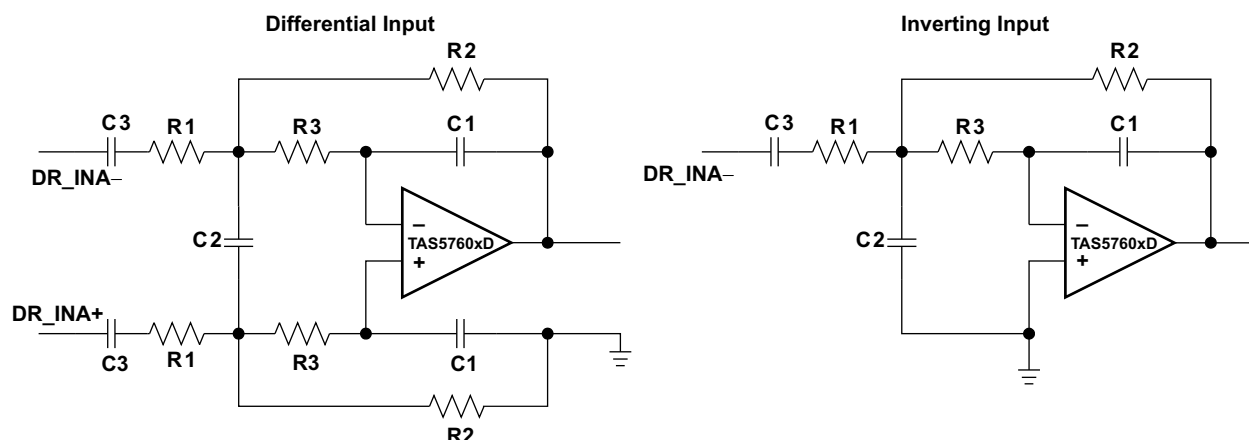 Differential Input
R2
C3
R1
R3
C1
DR_INA−
C2
−
TAS5760xD
+
DR_INA+
C3
R1
R3
C1
R2
Inverting Input
R2
C3
R1
R3
C1
DR_INA−
C2
−
TAS5760xD
+